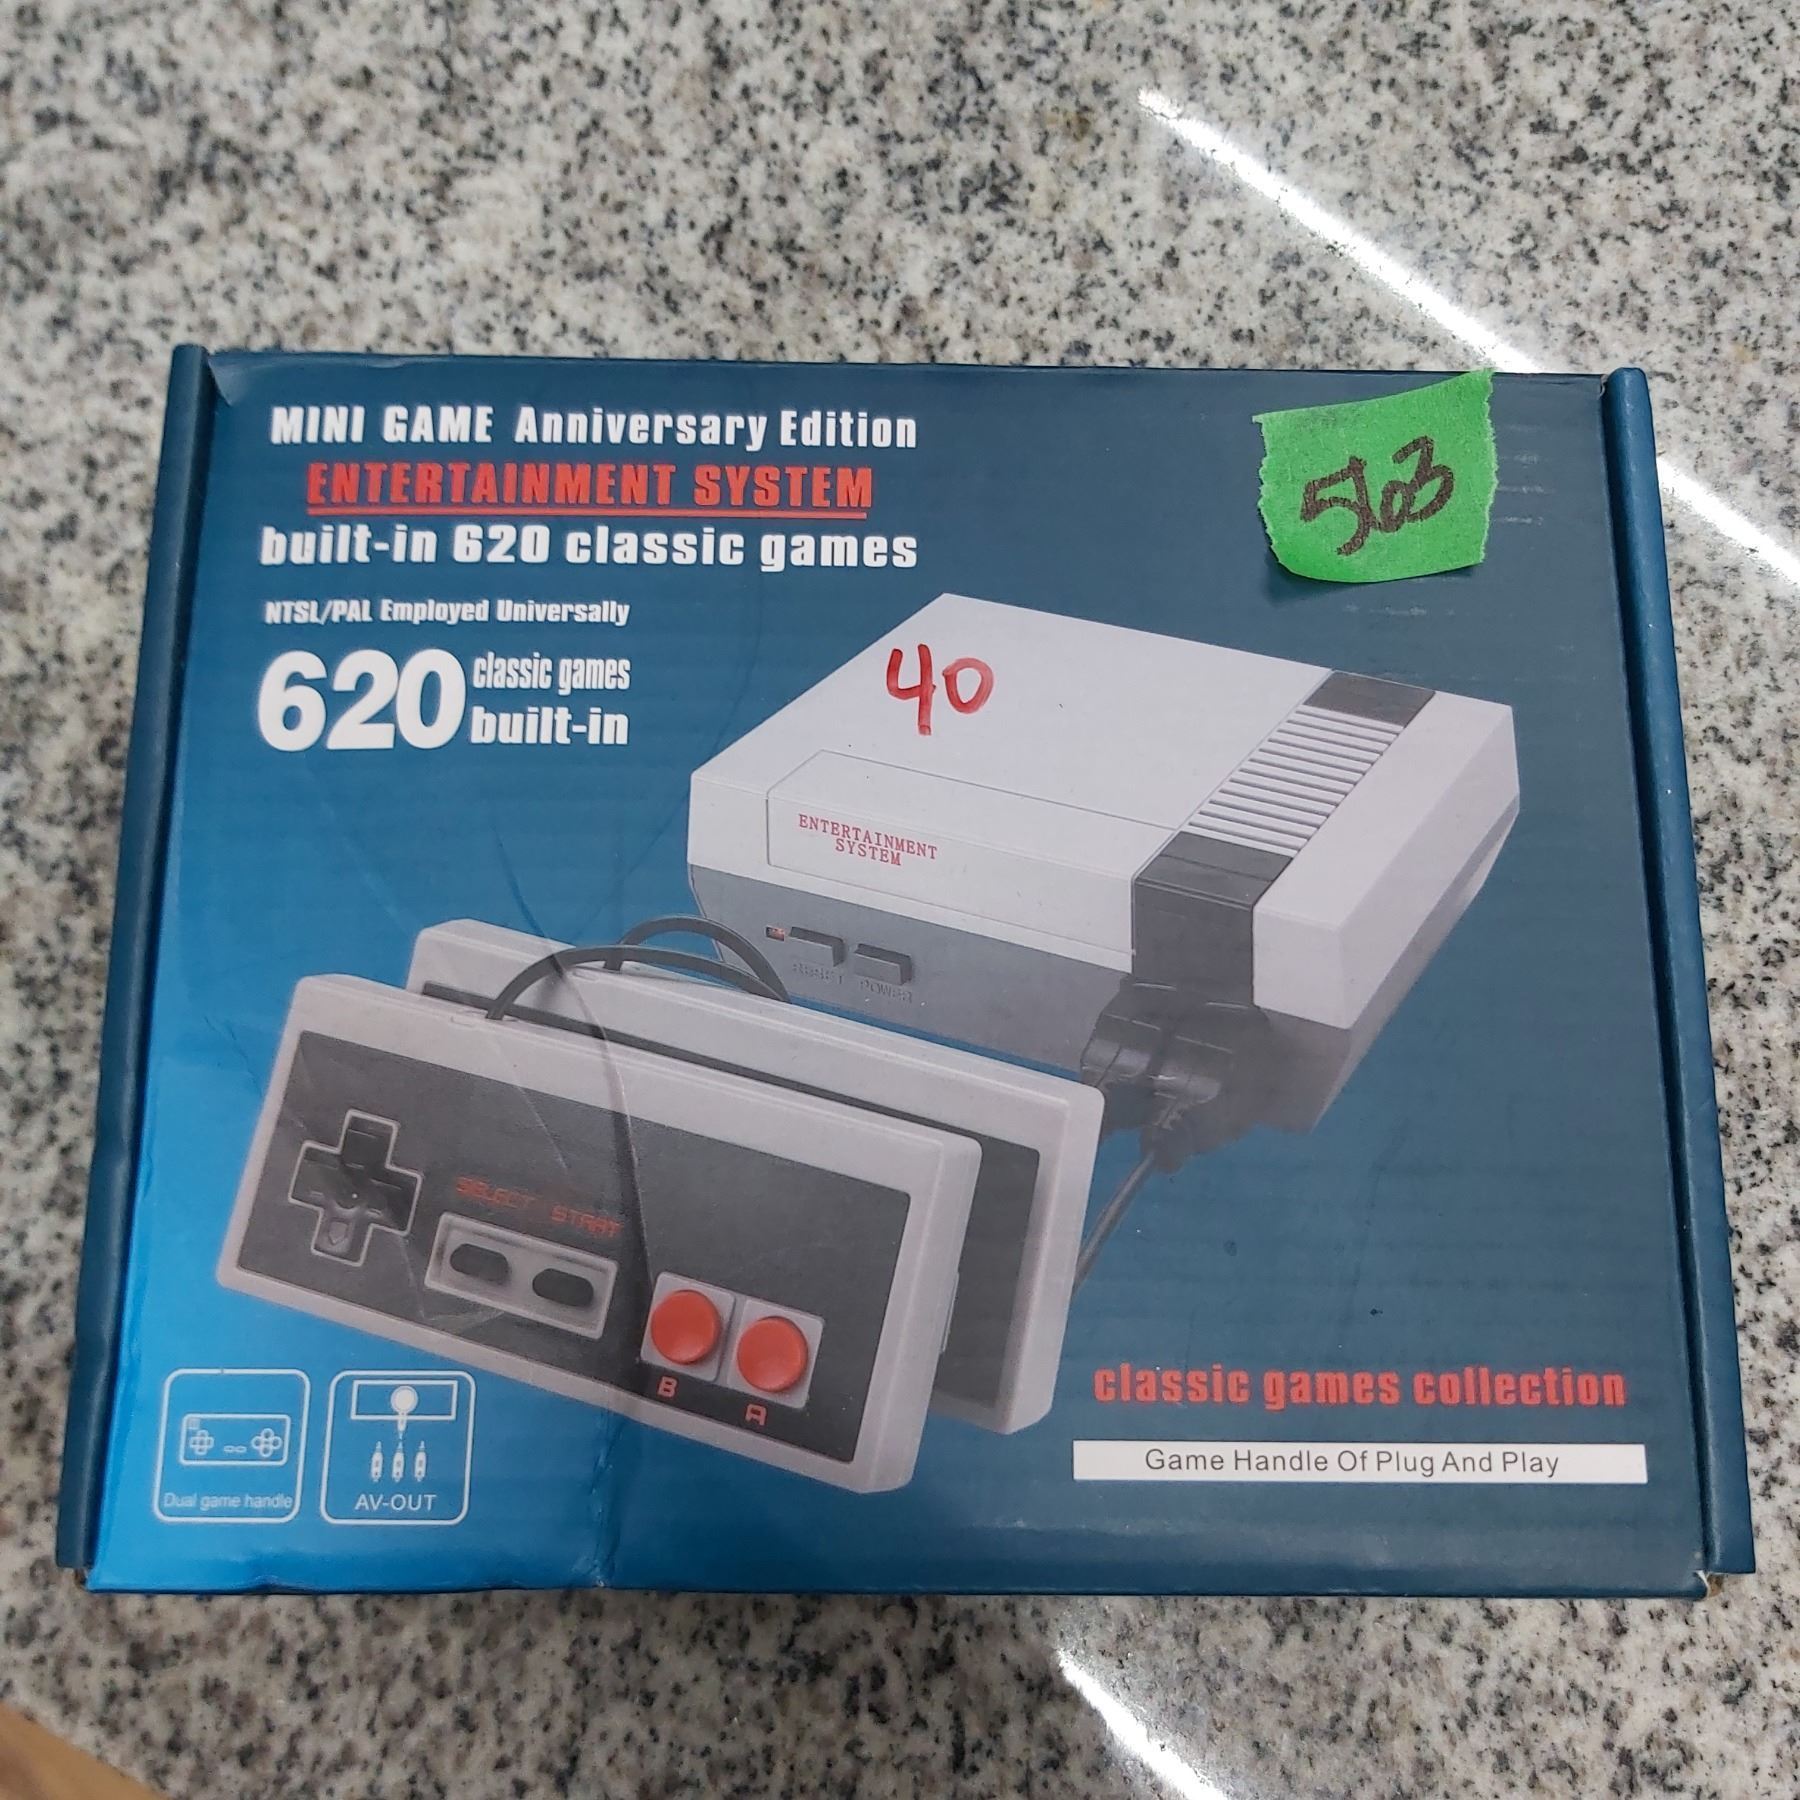 MINI GAME Anniversary Edition
ENTERTAINMENT SYSTEM
built-in 620 classic games
NTSL/PAL Employed Universally
620 classic games
built-in
5103
40
ENTERTAINMENT
SYSTEM
RESET POWER
SELECT START
B A
Dual game handle
AV-OUT
classic games collection
Game Handle Of Plug And Play